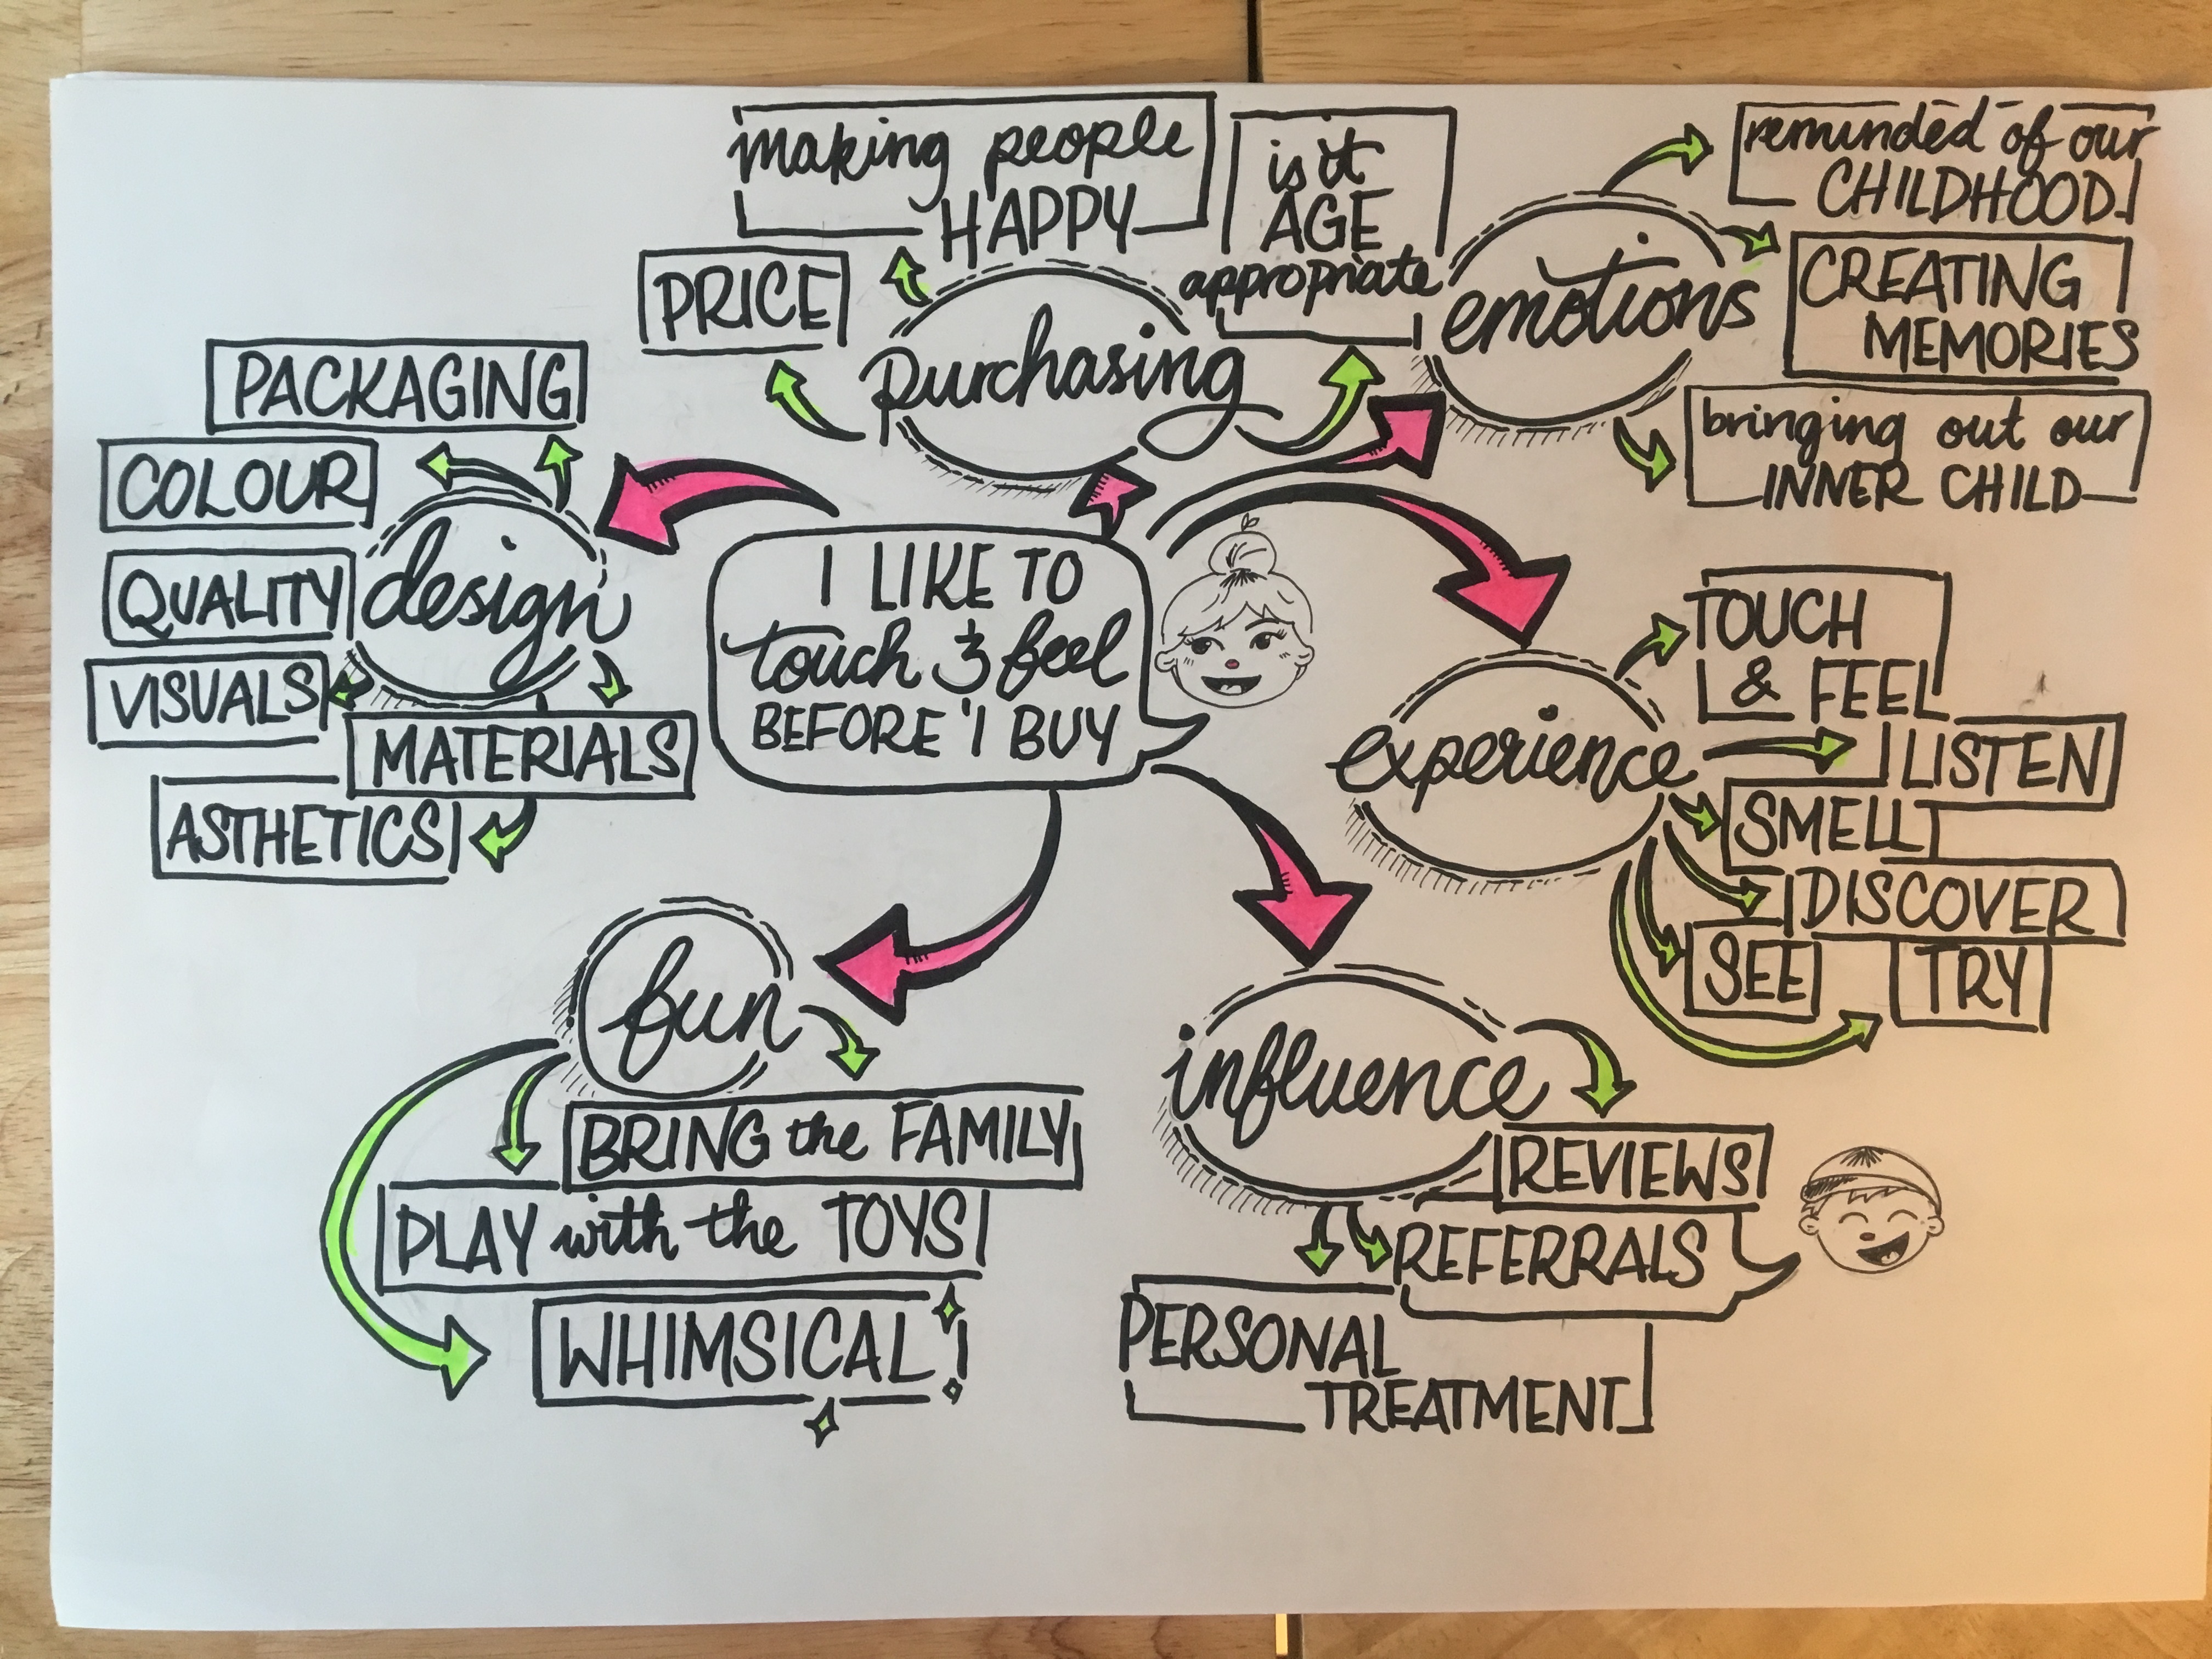 making people
HAPPY
is it
AGE
appropriate
PRICE
purchasing
emotions
reminded of our
CHILDHOOD
CREATING
MEMORIES
bringing out our
INNER CHILD
PACKAGING
COLOUR
QUALITY
VISUALS
design
MATERIALS
ASTHETICS
I LIKE TO
touch & feel
BEFORE I BUY
experience
TOUCH
& FEEL
LISTEN
SMELL
DISCOVER
SEE
TRY
fun
BRING the FAMILY
PLAY with the TOYS
WHIMSICAL
influence
REVIEWS
REFERRALS
PERSONAL
TREATMENT